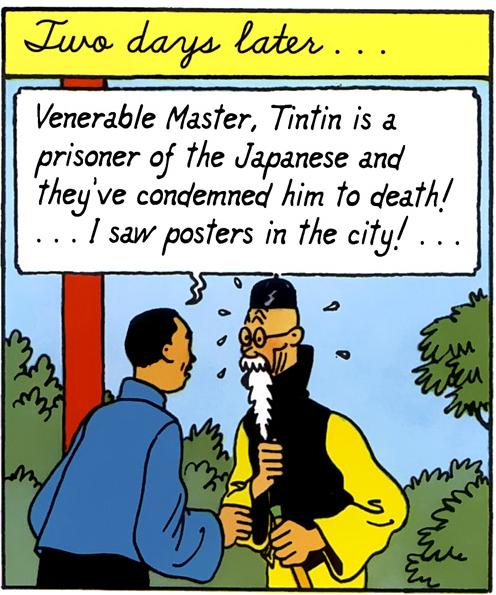 Two days later...
Venerable Master, Tintin is a
prisoner of the Japanese and
they've condemned him to death!
...I saw posters in the city!...